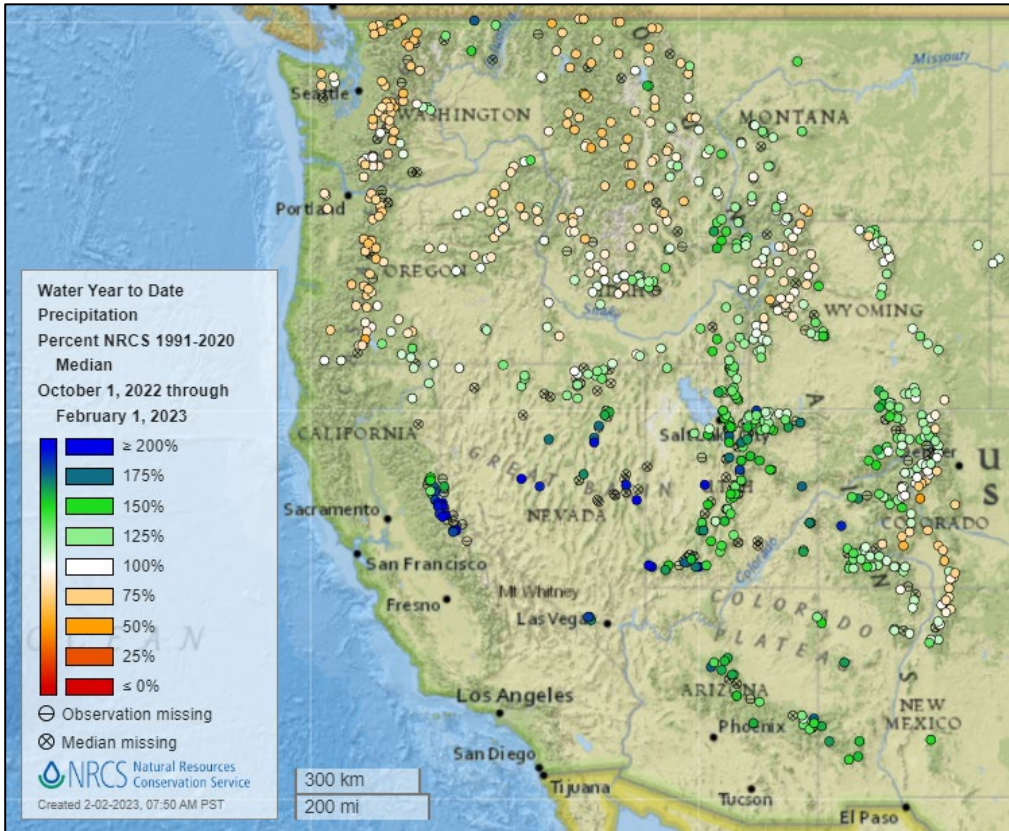 Missouri
Seattle
WASHINGTON
MONTANA
Portland
OREGON
Snake
WYOMING
CALIFORNIA
Salt Lake City
GREAT BASIN
NEVADA
Sacramento
San Francisco
Colorado
COLORADO
US
Fresno
Mt Whitney
Las Vegas
COLORADO
PLATEAU
Los Angeles
ARIZONA
NEW
MEXICO
Phoenix
San Diego
Tijuana
Tucson
El Paso
OCEAN
Water Year to Date
Precipitation
Percent NRCS 1991-2020
Median
October 1, 2022 through
February 1, 2023
≥ 200%
175%
150%
125%
100%
75%
50%
25%
≤ 0%
Observation missing
Median missing
NRCS Natural Resources
Conservation Service
Created 2-02-2023, 07:50 AM PST
300 km
200 mi